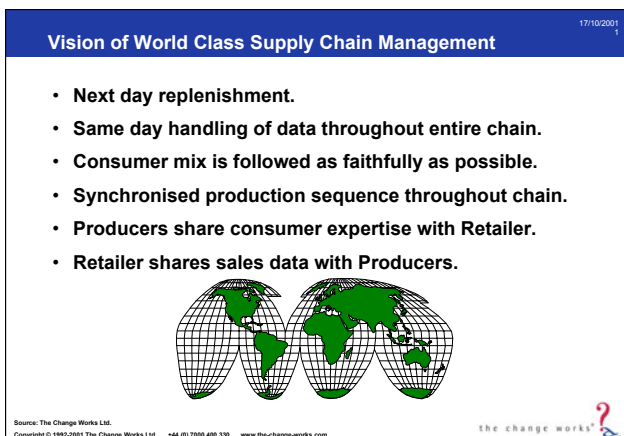 17/10/2001
1
Vision of World Class Supply Chain Management
• Next day replenishment.
• Same day handling of data throughout entire chain.
• Consumer mix is followed as faithfully as possible.
• Synchronised production sequence throughout chain.
• Producers share consumer expertise with Retailer.
• Retailer shares sales data with Producers.
Source: The Change Works Ltd.
Copyright © 1992-2001 The Change Works Ltd. +44 (0) 7000 400 330 www.the-change-works.com
the change works?